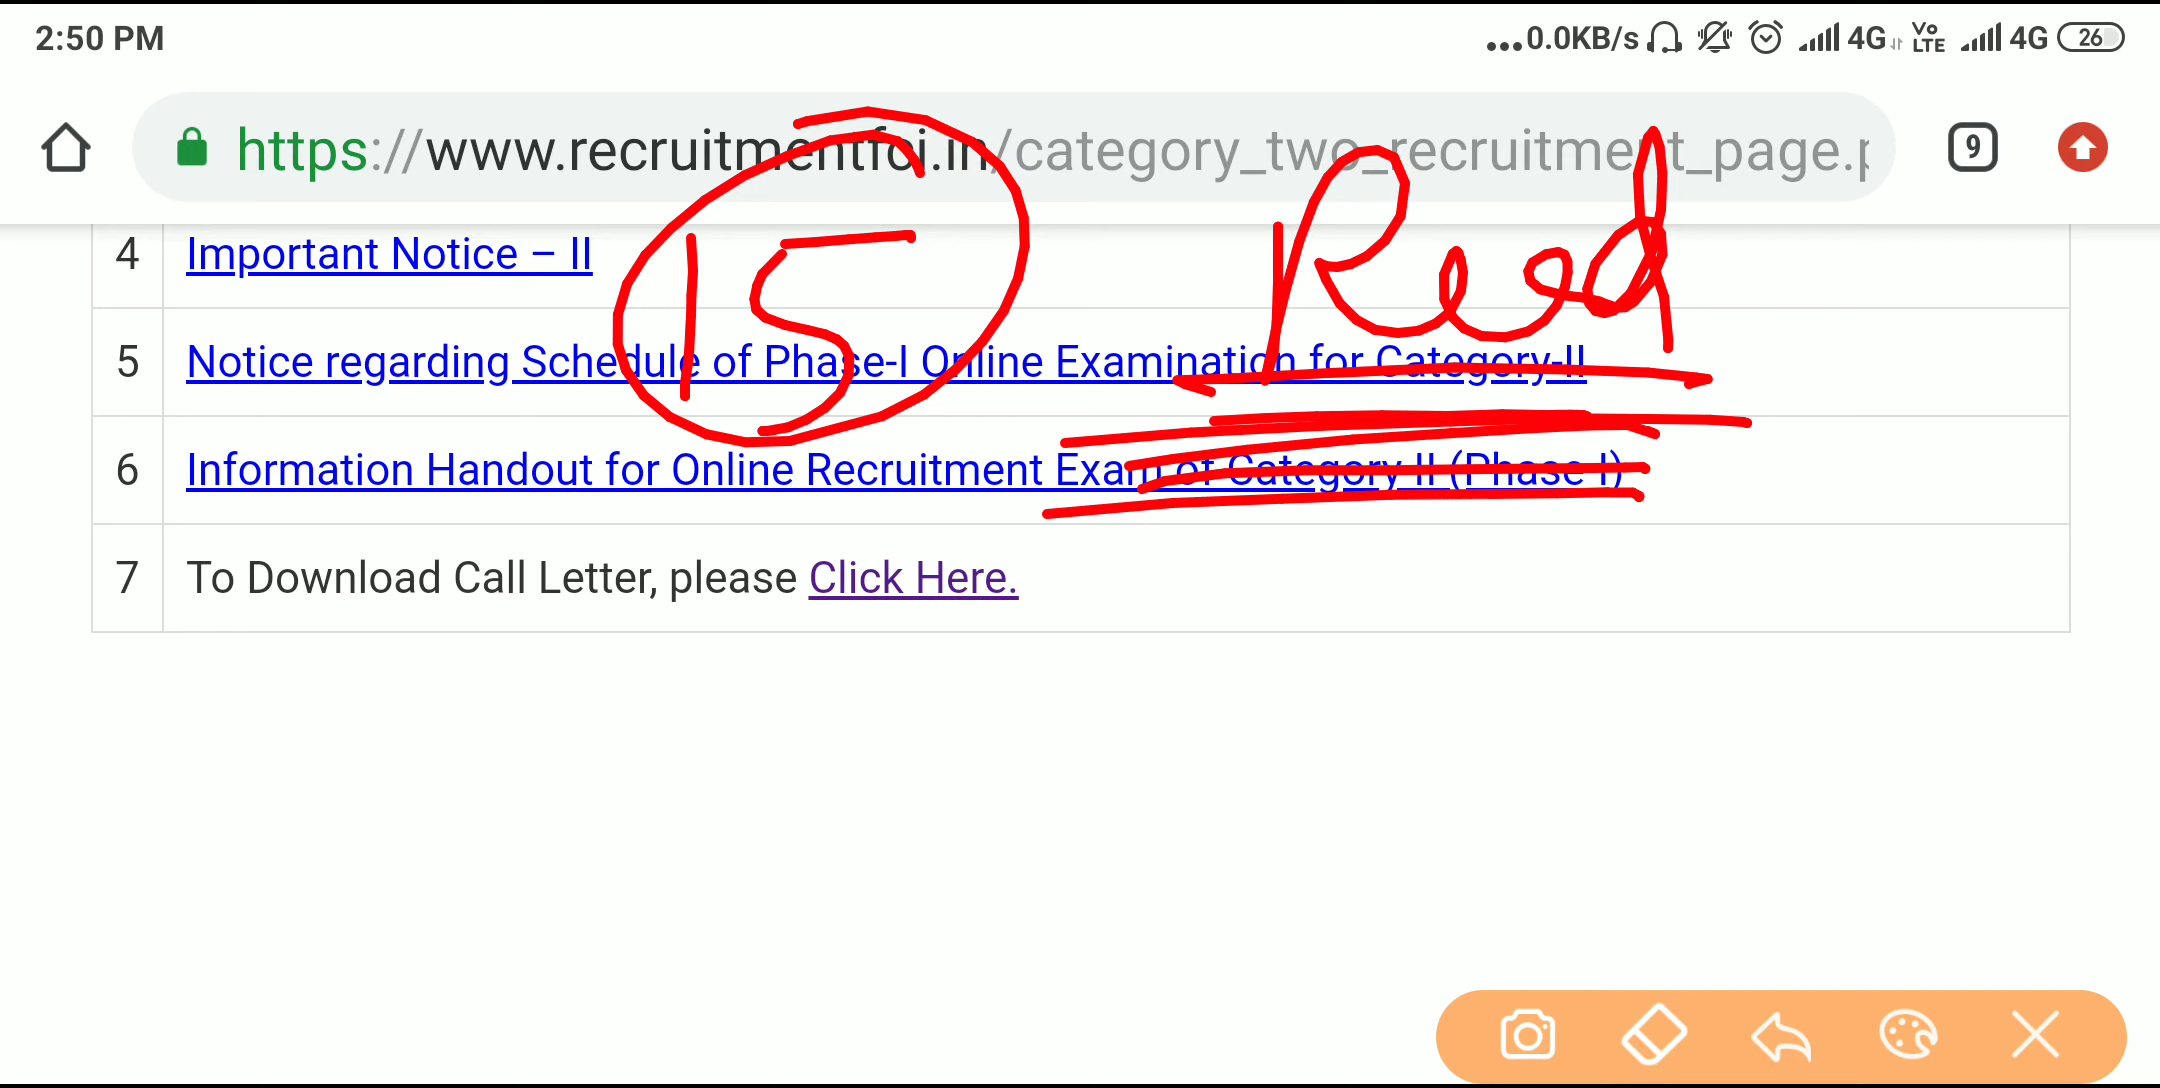 2:50 PM ...0.0KB/s 4G Vo LTE 4G 26
https://www.recruitmentfci.in/category_two_recruitment_page.p 9
4 Important Notice – II
15 Read
5 Notice regarding Schedule of Phase-I Online Examination for Category-II
6 Information Handout for Online Recruitment Exam of Category II (Phase-I)
7 To Download Call Letter, please Click Here.